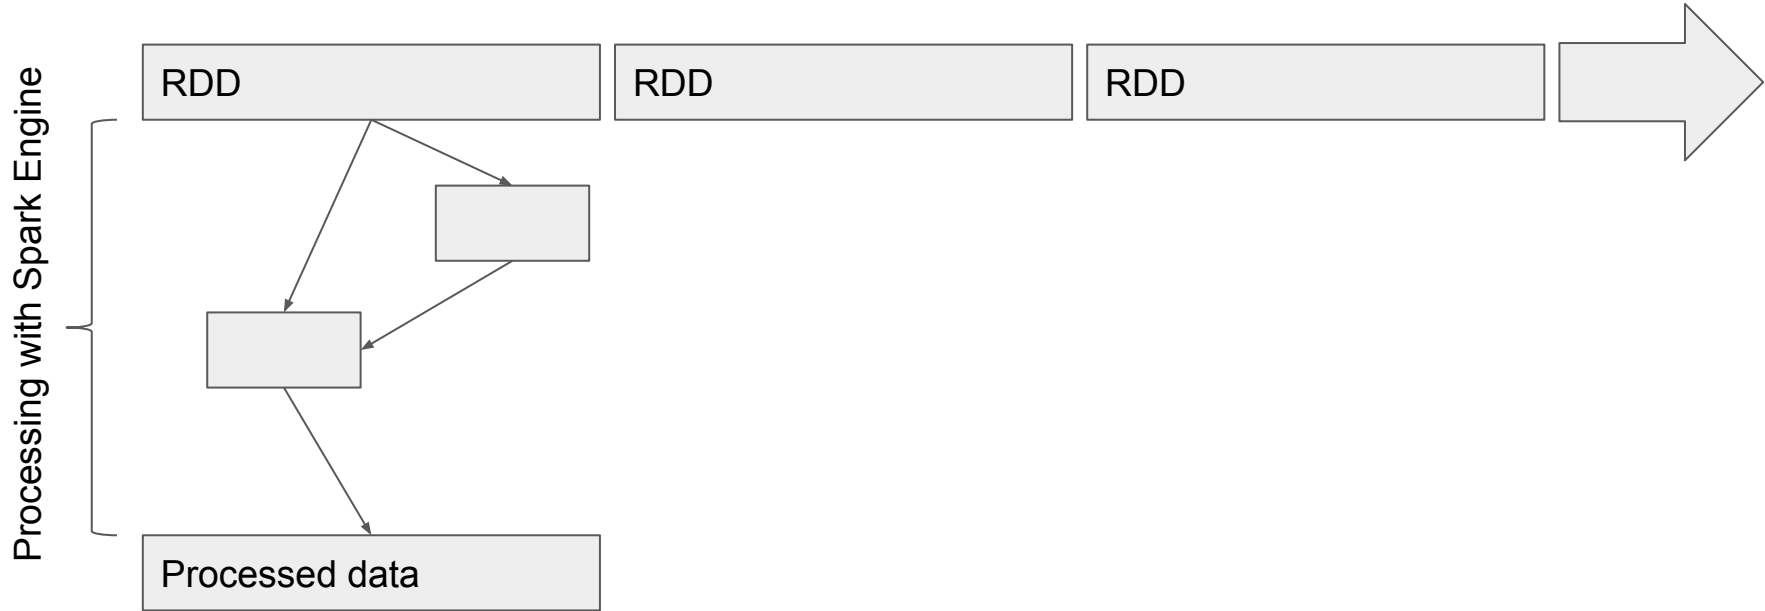 RDD
RDD
RDD
Processing with Spark Engine
Processed data